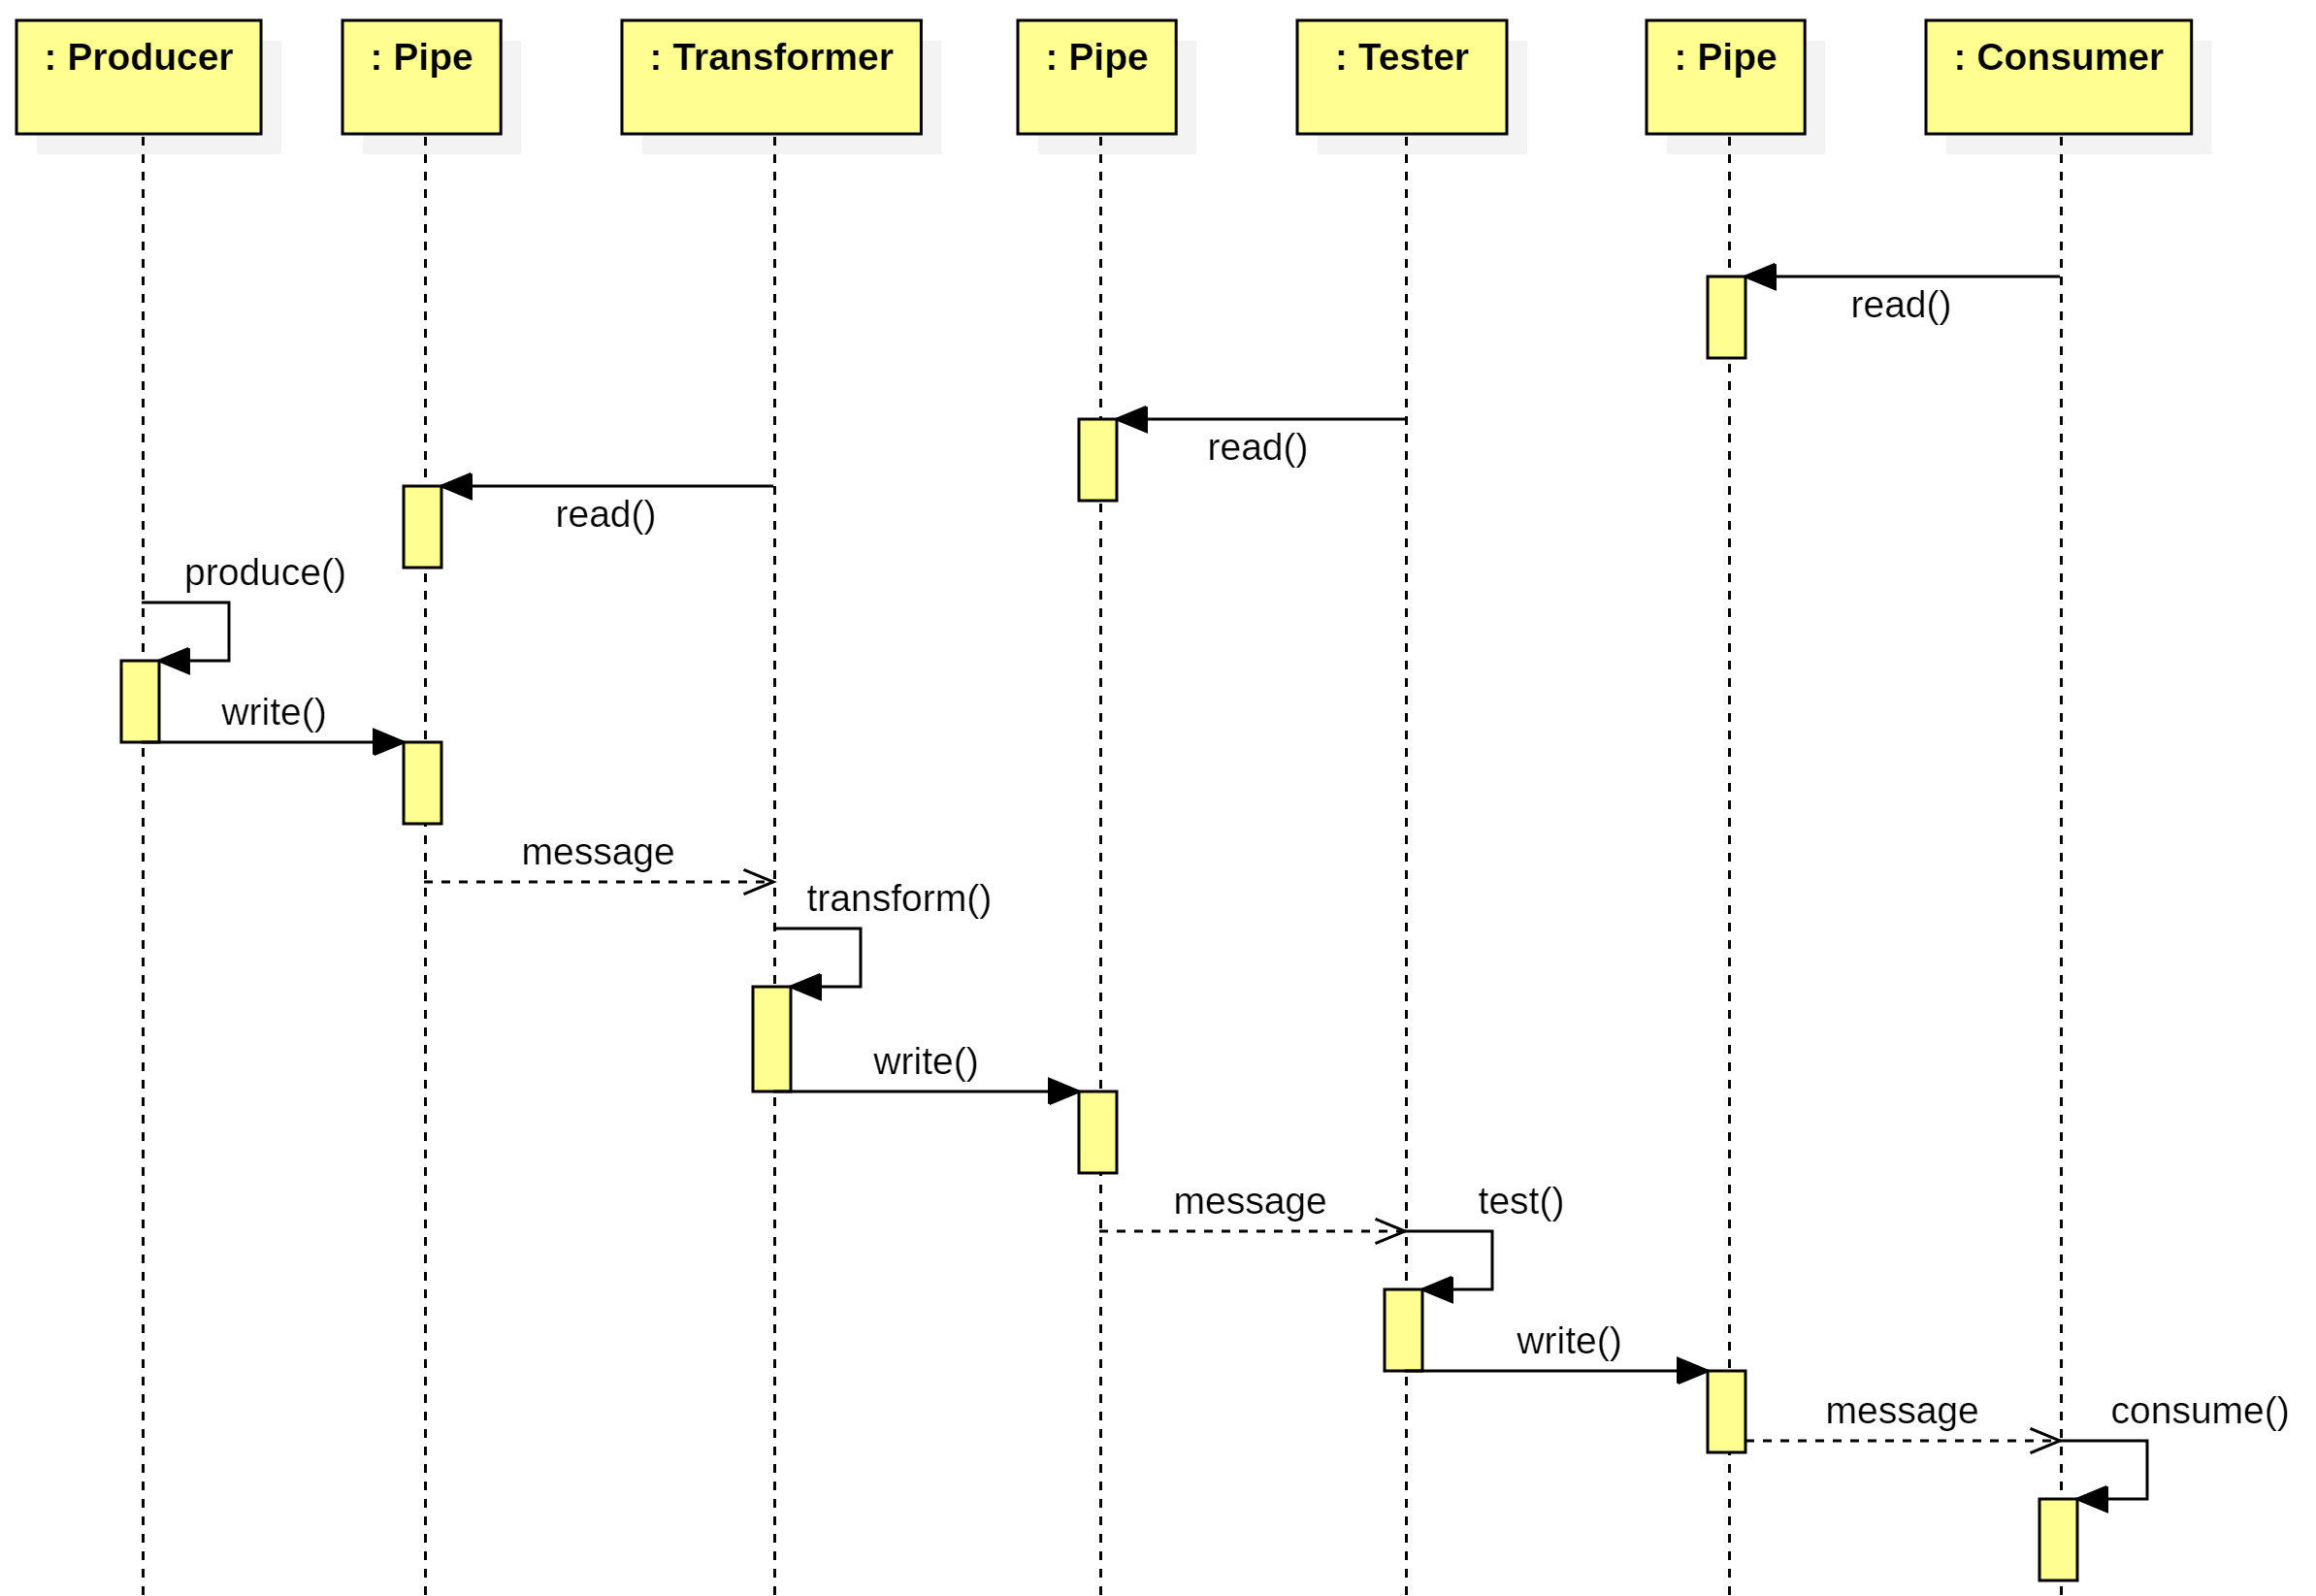 : Producer
: Pipe
: Transformer
: Pipe
: Tester
: Pipe
: Consumer
read()
read()
read()
produce()
write()
message
transform()
write()
message
test()
write()
message
consume()